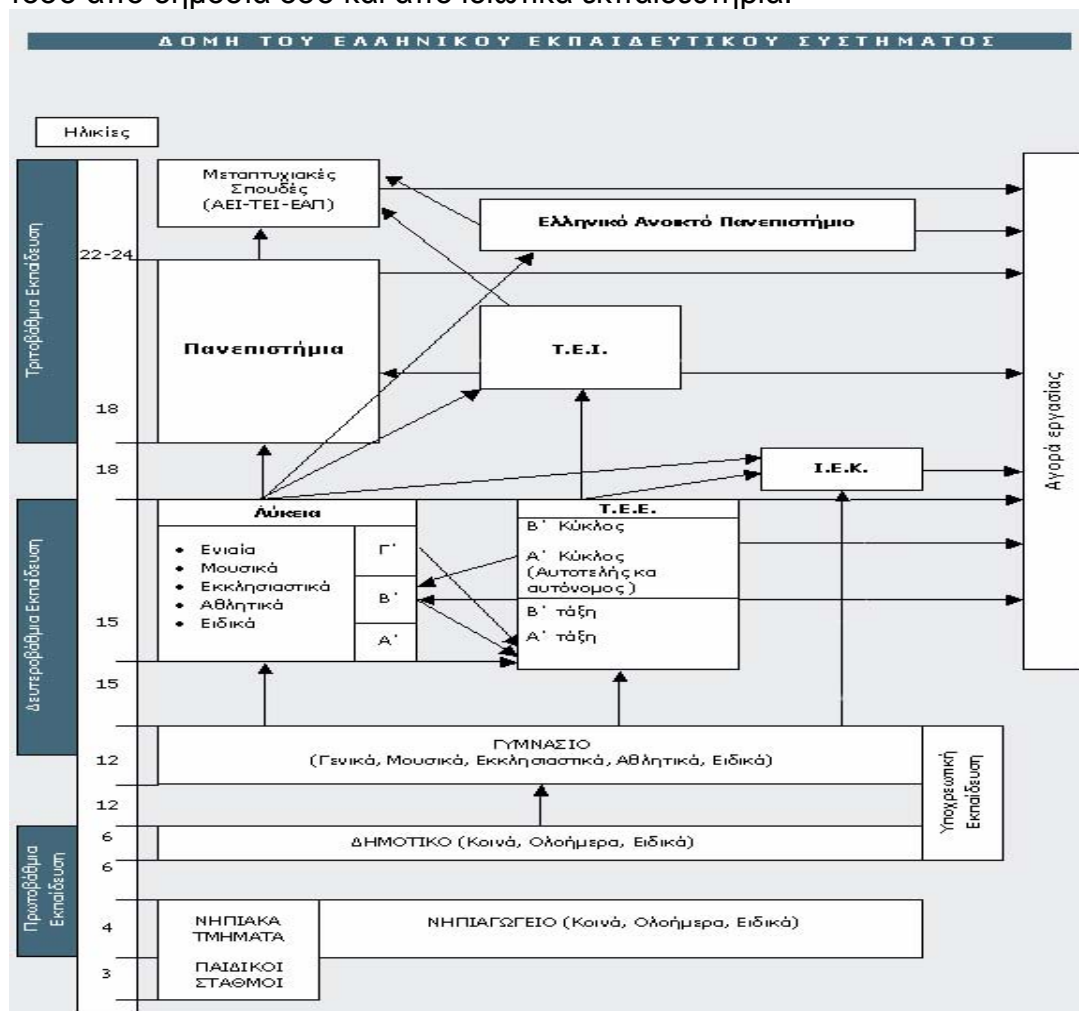 τόσο από δημόσια όσο και από ιδιωτικά εκπαιδευτήρια.
ΔΟΜΗ ΤΟΥ ΕΛΛΗΝΙΚΟΥ ΕΚΠΑΙΔΕΥΤΙΚΟΥ ΣΥΣΤΗΜΑΤΟΣ
Ηλικίες
Τριτοβάθμια Εκπαίδευση
Μεταπτυχιακές
Σπουδές
(ΑΕΙ-ΤΕΙ-ΕΑΠ)
Ελληνικό Ανοικτό Πανεπιστήμιο
22-24
Πανεπιστήμια
Τ.Ε.Ι.
18
Αγορά εργασίας
18
Ι.Ε.Κ.
Δευτεροβάθμια Εκπαίδευση
Λύκεια
• Ενιαία
• Μουσικά
• Εκκλησιαστικά
• Αθλητικά
• Ειδικά
Γ'
Β'
Α'
Τ.Ε.Ε.
Β' Κύκλος
Α' Κύκλος
(Αυτοτελής κα
αυτόνομος)
Β' τάξη
Α' τάξη
15
15
ΓΥΜΝΑΣΙΟ
(Γενικά, Μουσικά, Εκκλησιαστικά, Αθλητικά, Ειδικά)
12
12
Υποχρεωτική
Εκπαίδευση
Πρωτοβάθμια
Εκπαίδευση
6
ΔΗΜΟΤΙΚΟ (Κοινά, Ολοήμερα, Ειδικά)
6
4
ΝΗΠΙΑΚΑ
ΤΜΗΜΑΤΑ
ΝΗΠΙΑΓΩΓΕΙΟ (Κοινά, Ολοήμερα, Ειδικά)
3
ΠΑΙΔΙΚΟΙ
ΣΤΑΘΜΟΙ